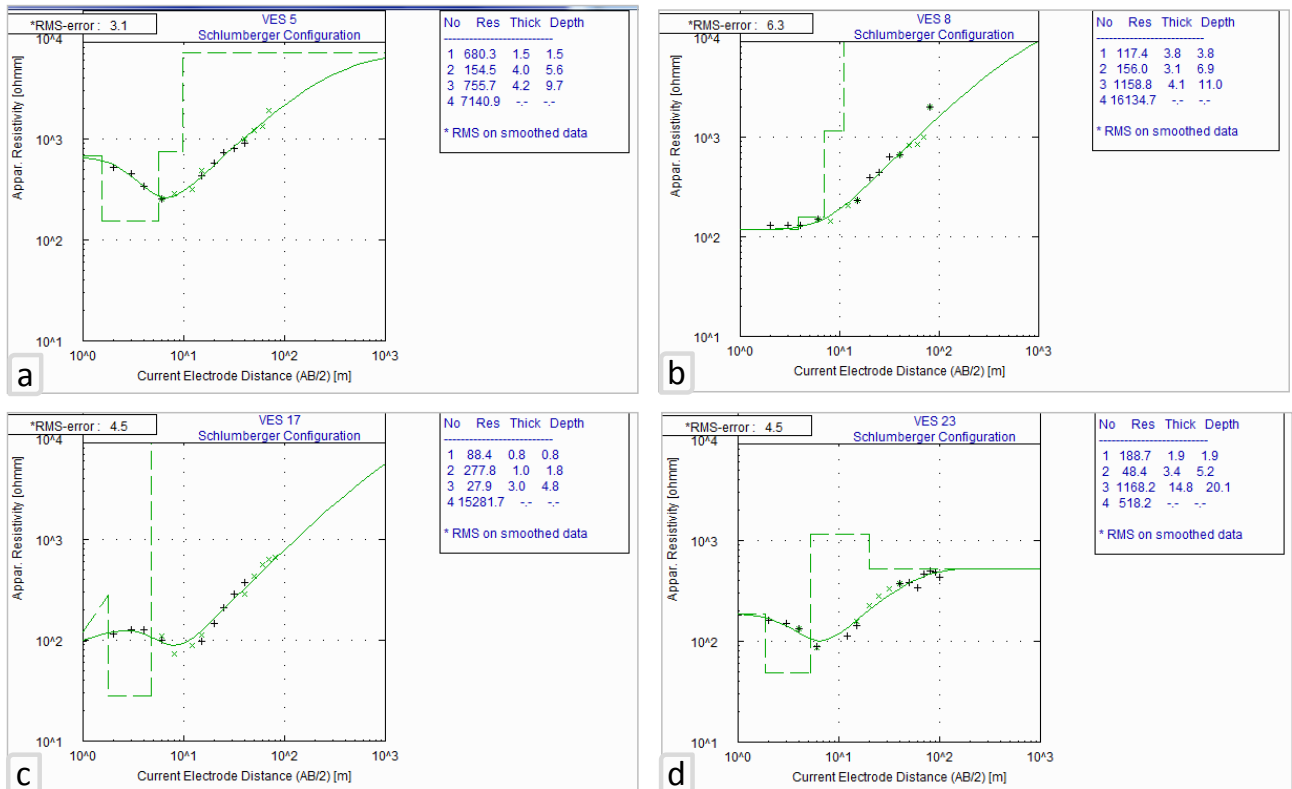 *RMS-error : 3.1
VES 5
Schlumberger Configuration
10^4
10^3
10^2
10^1
Appar. Resistivity [ohmm]
10^0 10^1 10^2 10^3
Current Electrode Distance (AB/2) [m]
No Res Thick Depth
---------------------------
1 680.3 1.5 1.5
2 154.5 4.0 5.6
3 755.7 4.2 9.7
4 7140.9 -.- -.-
* RMS on smoothed data
a
*RMS-error : 6.3
VES 8
Schlumberger Configuration
10^4
10^3
10^2
10^1
Appar. Resistivity [ohmm]
10^0 10^1 10^2 10^3
Current Electrode Distance (AB/2) [m]
No Res Thick Depth
---------------------------
1 117.4 3.8 3.8
2 156.0 3.1 6.9
3 1158.8 4.1 11.0
4 16134.7 -.- -.-
* RMS on smoothed data
b
*RMS-error : 4.5
VES 17
Schlumberger Configuration
10^4
10^3
10^2
10^1
Appar. Resistivity [ohmm]
10^0 10^1 10^2 10^3
Current Electrode Distance (AB/2) [m]
No Res Thick Depth
---------------------------
1 88.4 0.8 0.8
2 277.8 1.0 1.8
3 27.9 3.0 4.8
4 15281.7 -.- -.-
* RMS on smoothed data
c
*RMS-error : 4.5
VES 23
Schlumberger Configuration
10^4
10^3
10^2
10^1
Appar. Resistivity [ohmm]
10^0 10^1 10^2 10^3
Current Electrode Distance (AB/2) [m]
No Res Thick Depth
---------------------------
1 188.7 1.9 1.9
2 48.4 3.4 5.2
3 1168.2 14.8 20.1
4 518.2 -.- -.-
* RMS on smoothed data
d